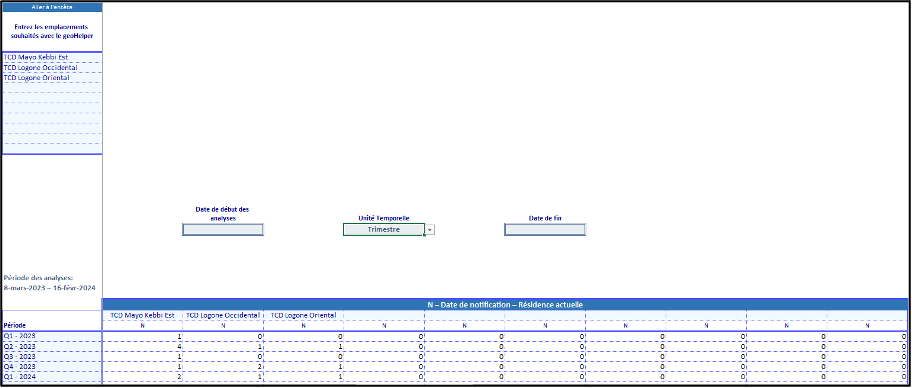 Aller à l'entête
Entrez les emplacements
souhaités avec le geoHelper
TCD Mayo Kebbi Est
TCD Logone Occidental
TCD Logone Oriental
Date de début des
analyses
Unité Temporelle
Date de fin
Trimestre
Période des analyses:
8-mars-2023 – 16-févr-2024
N – Date de notification – Résidence actuelle
TCD Mayo Kebbi Est TCD Logone Occidental TCD Logone Oriental
Période N N N N N N N N N N
Q1 - 2023 1 0 0 0 0 0 0 0 0 0
Q2 - 2023 4 1 1 0 0 0 0 0 0 0
Q3 - 2023 1 0 0 0 0 0 0 0 0 0
Q4 - 2023 1 2 1 0 0 0 0 0 0 0
Q1 - 2024 2 1 1 0 0 0 0 0 0 0